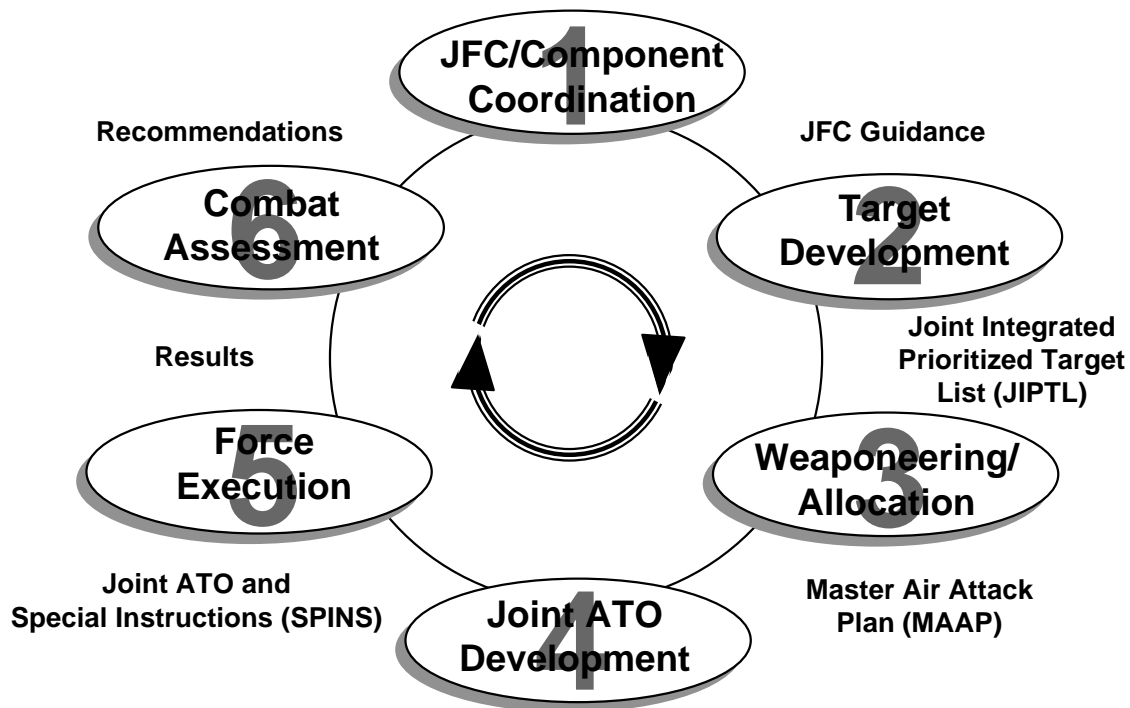 1
JFC/Component
Coordination
JFC Guidance
2
Target
Development
Joint Integrated
Prioritized Target
List (JIPTL)
3
Weaponeering/
Allocation
Master Air Attack
Plan (MAAP)
4
Joint ATO
Development
Joint ATO and
Special Instructions (SPINS)
5
Force
Execution
Results
6
Combat
Assessment
Recommendations